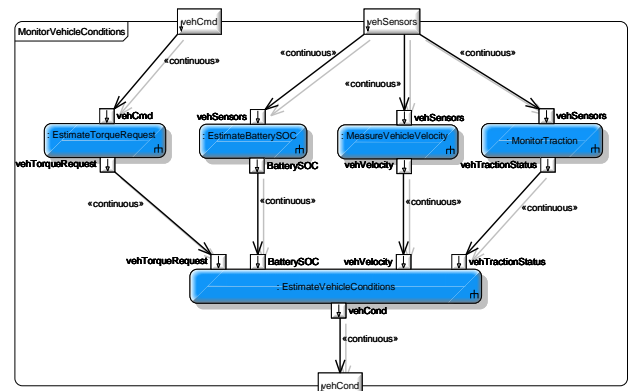 vehCmd vehSensors
MonitorVehicleConditions
«continuous» «continuous» «continuous»
«continuous»
vehCmd vehSensors vehSensors vehSensors
: EstimateTorqueRequest : EstimateBatterySOC : MeasureVehicleVelocity : MonitorTraction
vehTorqueRequest BatterySOC vehVelocity vehTractionStatus
«continuous» «continuous» «continuous» «continuous»
vehTorqueRequest BatterySOC vehVelocity vehTractionStatus
: EstimateVehicleConditions
vehCond
«continuous»
vehCond